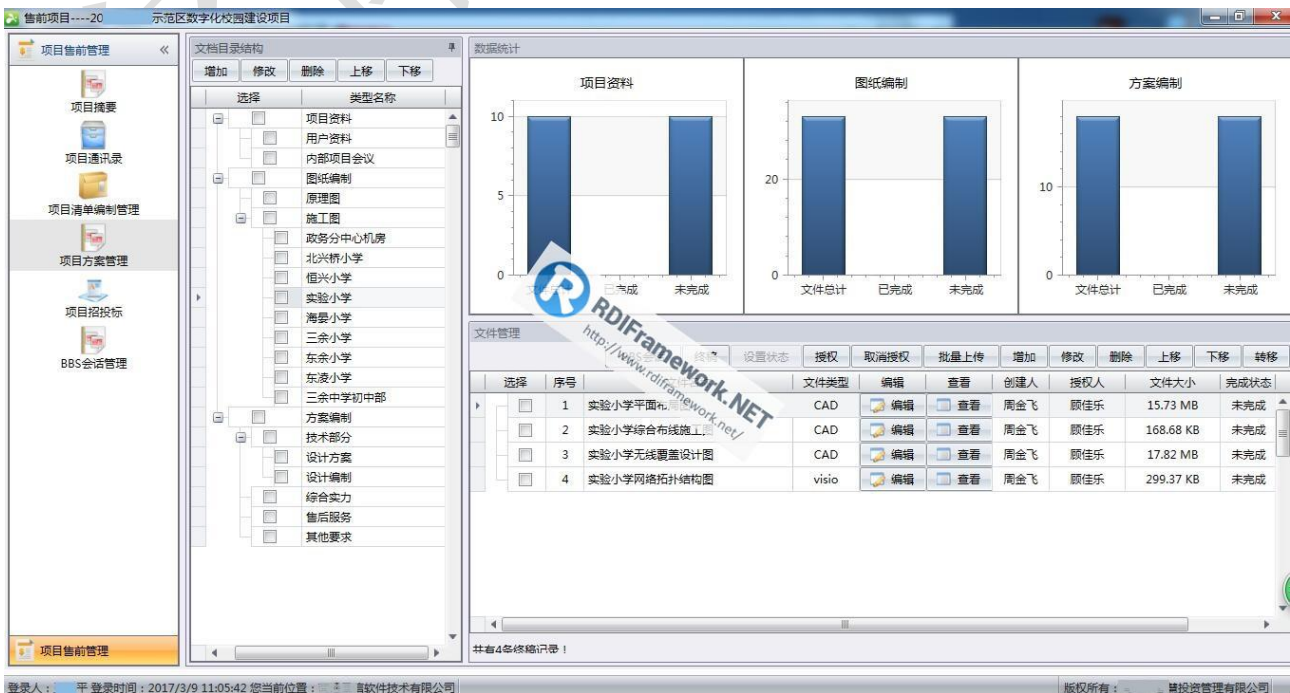 售前项目----20 示范区数字化校园建设项目
项目售前管理 «
项目摘要
项目通讯录
项目清单编制管理
项目方案管理
项目招投标
BBS会话管理
项目售前管理
文档目录结构
增加 修改 删除 上移 下移
选择 类型名称
项目资料
用户资料
内部项目会议
图纸编制
原理图
施工图
政务分中心机房
北兴桥小学
恒兴小学
实验小学
海晏小学
三余小学
东余小学
东凌小学
三余中学初中部
方案编制
技术部分
设计方案
设计编制
综合实力
售后服务
其他要求
数据统计
项目资料
10
5
0
未完成
图纸编制
20
0
文件总计 已完成 未完成
方案编制
10
0
文件总计 已完成 未完成
RDIFramework.NET
http://www.rdiframework.net/
文件管理
终稿 设置状态 授权 取消授权 批量上传 增加 修改 删除 上移 下移 转移
选择 序号 文件类型 编辑 查看 创建人 授权人 文件大小 完成状态
1 实验小学平面布 CAD 编辑 查看 周金飞 顾佳乐 15.73 MB 未完成
2 实验小学综合布线施工图 CAD 编辑 查看 周金飞 顾佳乐 168.68 KB 未完成
3 实验小学无线覆盖设计图 CAD 编辑 查看 周金飞 顾佳乐 17.82 MB 未完成
4 实验小学网络拓扑结构图 visio 编辑 查看 周金飞 顾佳乐 299.37 KB 未完成
共有4条终稿记录！
登录人： 平 登录时间：2017/3/9 11:05:42 您当前位置： 软件技术有限公司
版权所有： 慧投资管理有限公司